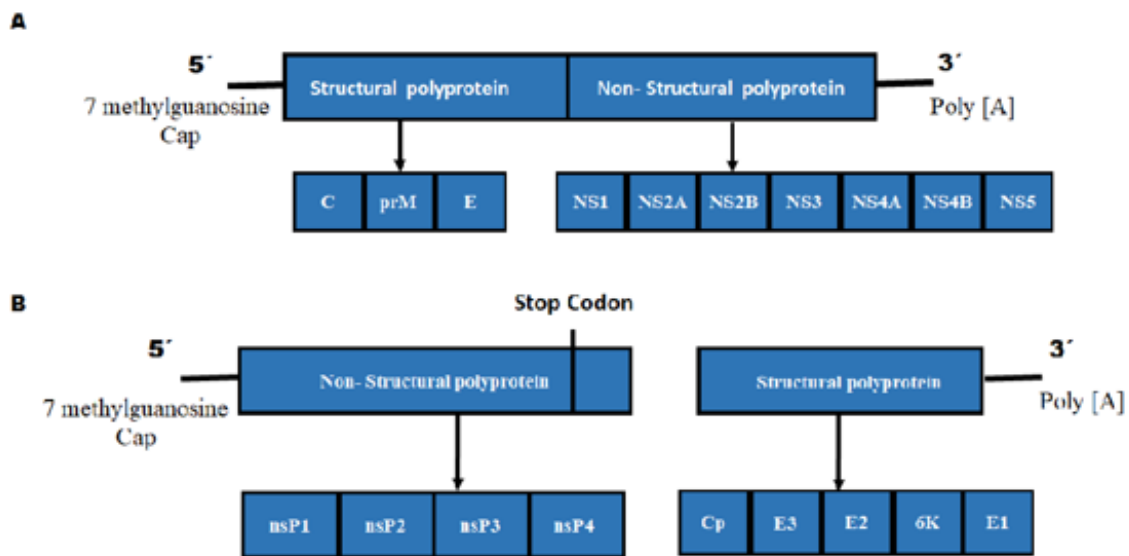 A
5´
3´
Structural polyprotein
Non- Structural polyprotein
7 methylguanosine
Cap
Poly [A]
C
prM
E
NS1
NS2A
NS2B
NS3
NS4A
NS4B
NS5
B
Stop Codon
5´
3´
Non- Structural polyprotein
Structural polyprotein
7 methylguanosine
Cap
Poly [A]
nsP1
nsP2
nsP3
nsP4
Cp
E3
E2
6K
E1